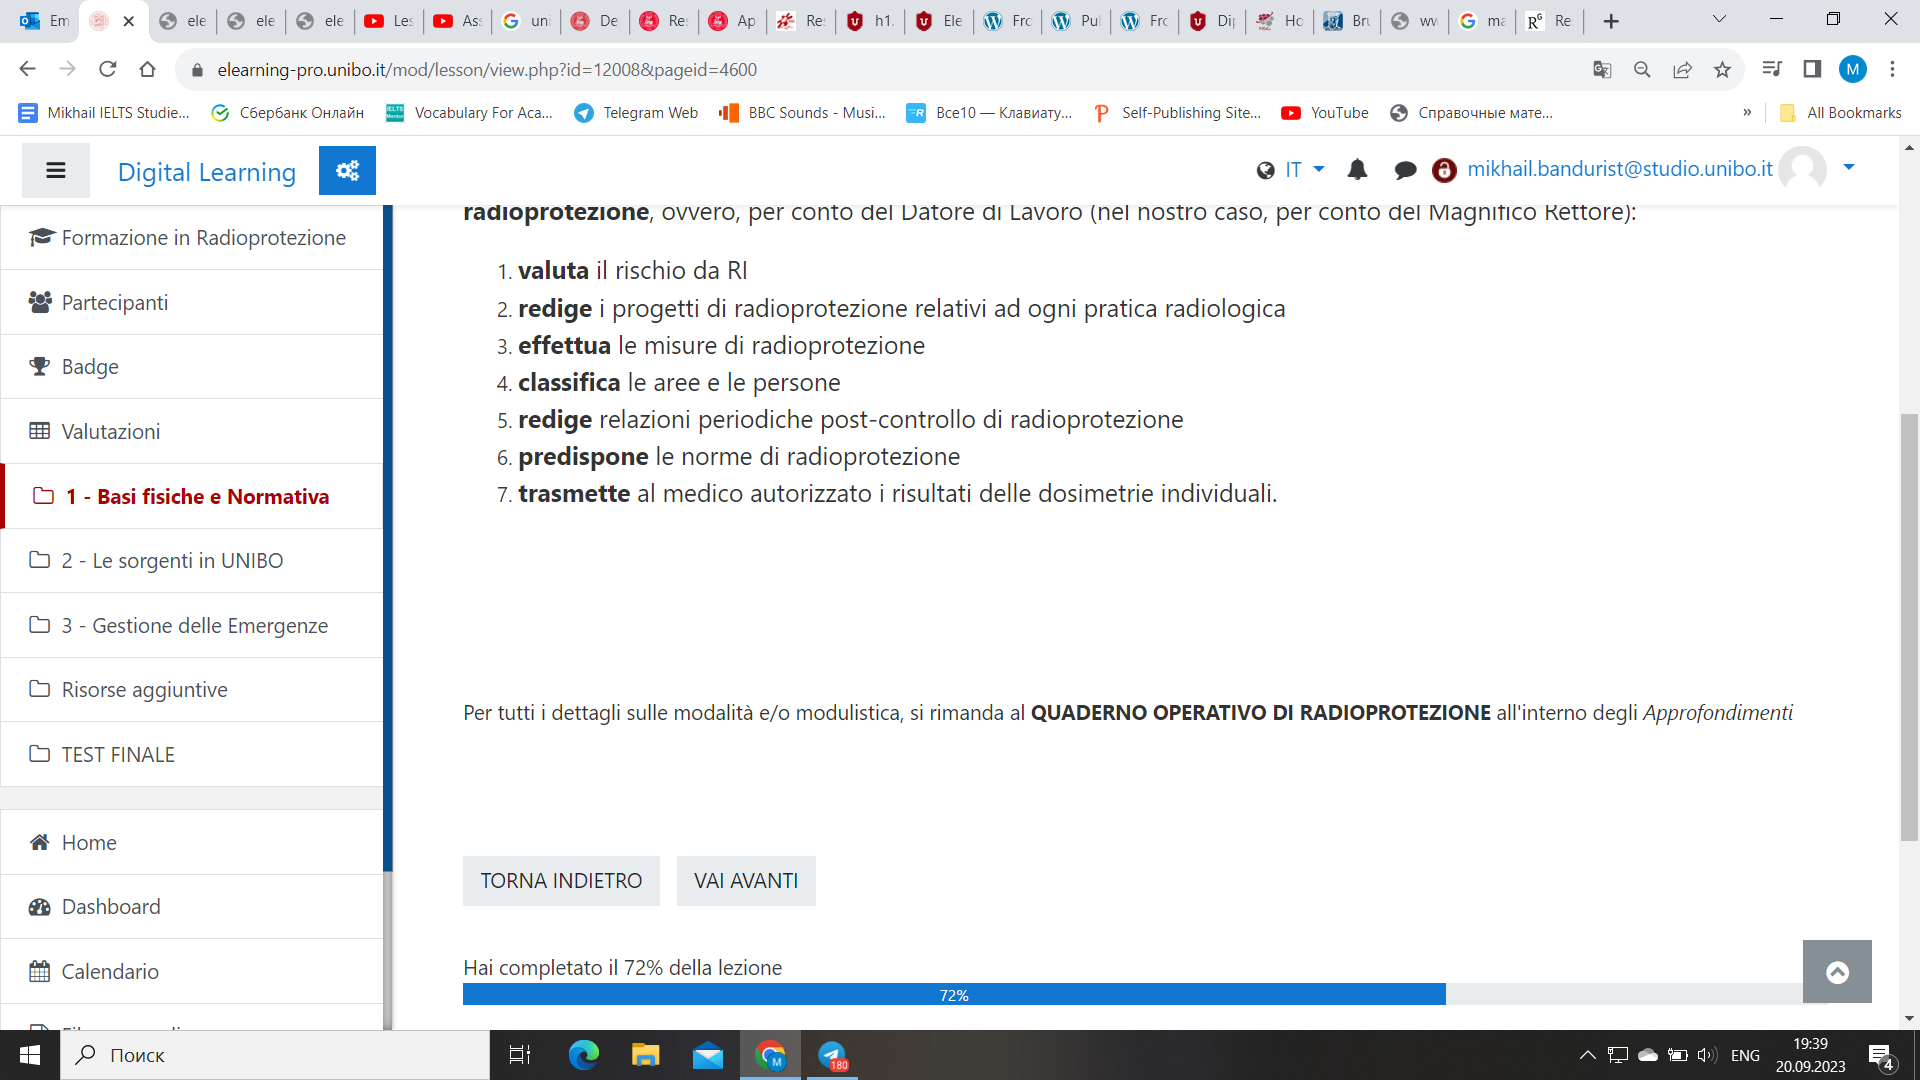 Em
ele
ele
ele
Les
Ass
uni
De
Res
Ap
Res
h1.
Ele
Fro
Pul
Fro
Dip
Ho
Bru
ww
ma
Re:
elearning-pro.unibo.it/mod/lesson/view.php?id=12008&pageid=4600
M
Mikhail IELTS Studie...
Сбербанк Онлайн
Vocabulary For Aca...
Telegram Web
BBC Sounds - Musi...
Все10 — Клавиату...
Self-Publishing Site...
YouTube
Справочные мате...
»
All Bookmarks
Digital Learning
IT
mikhail.bandurist@studio.unibo.it
Formazione in Radioprotezione
Partecipanti
Badge
Valutazioni
1 - Basi fisiche e Normativa
2 - Le sorgenti in UNIBO
3 - Gestione delle Emergenze
Risorse aggiuntive
TEST FINALE
Home
Dashboard
Calendario
radioprotezione, ovvero, per conto del Datore di Lavoro (nel nostro caso, per conto del Magnifico Rettore):
1. valuta il rischio da RI
2. redige i progetti di radioprotezione relativi ad ogni pratica radiologica
3. effettua le misure di radioprotezione
4. classifica le aree e le persone
5. redige relazioni periodiche post-controllo di radioprotezione
6. predispone le norme di radioprotezione
7. trasmette al medico autorizzato i risultati delle dosimetrie individuali.
Per tutti i dettagli sulle modalità e/o modulistica, si rimanda al QUADERNO OPERATIVO DI RADIOPROTEZIONE all'interno degli Approfondimenti
TORNA INDIETRO
VAI AVANTI
Hai completato il 72% della lezione
72%
Поиск
M
180
ENG
19:39
20.09.2023
4